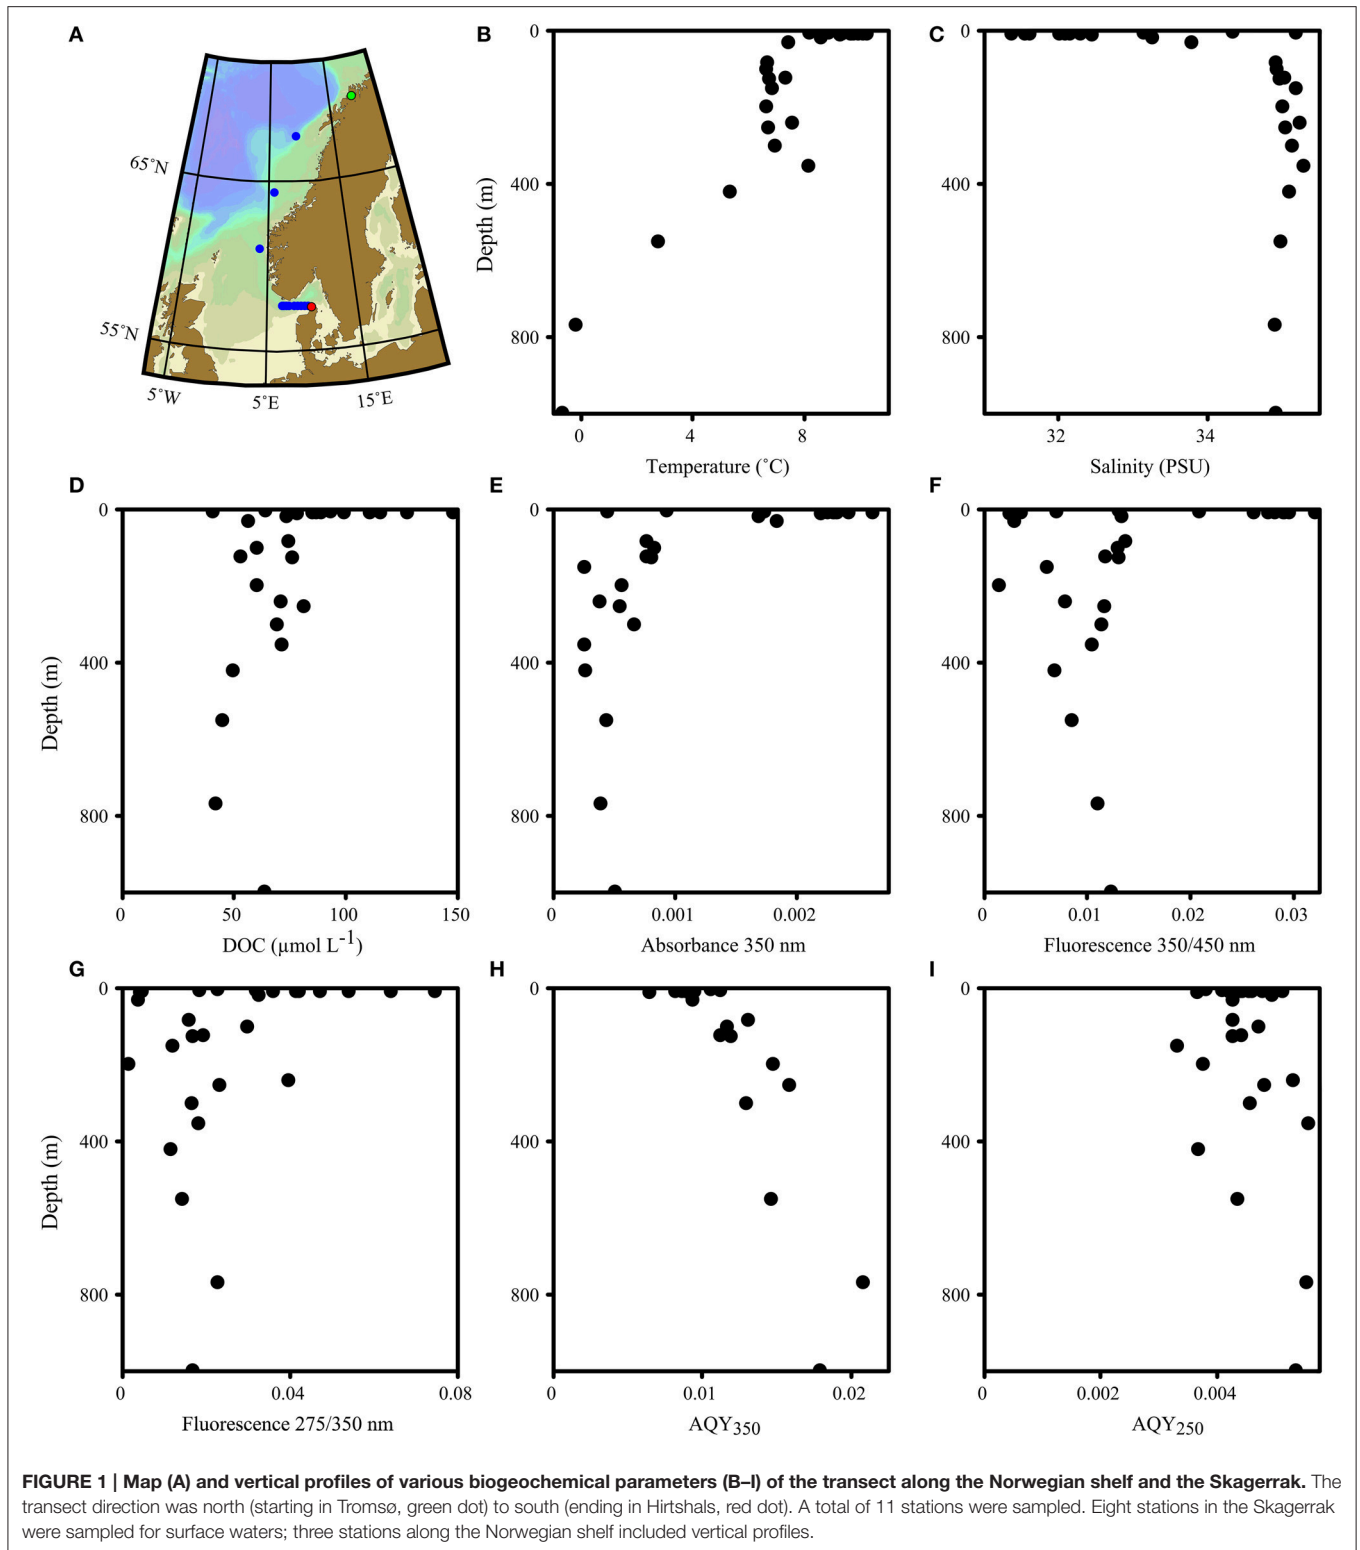 A
65°N
55°N
5°W
5°E
15°E
B
0
400
800
Depth (m)
0
4
8
Temperature (°C)
C
0
400
800
32
34
Salinity (PSU)
D
0
400
800
Depth (m)
0
50
100
150
DOC (µmol L⁻¹)
E
0
400
800
0
0.001
0.002
Absorbance 350 nm
F
0
400
800
0
0.01
0.02
0.03
Fluorescence 350/450 nm
G
0
400
800
Depth (m)
0
0.04
0.08
Fluorescence 275/350 nm
H
0
400
800
0
0.01
0.02
AQY₃₅₀
I
0
400
800
0
0.002
0.004
AQY₂₅₀
FIGURE 1 | Map (A) and vertical profiles of various biogeochemical parameters (B–I) of the transect along the Norwegian shelf and the Skagerrak. The
transect direction was north (starting in Tromsø, green dot) to south (ending in Hirtshals, red dot). A total of 11 stations were sampled. Eight stations in the Skagerrak
were sampled for surface waters; three stations along the Norwegian shelf included vertical profiles.